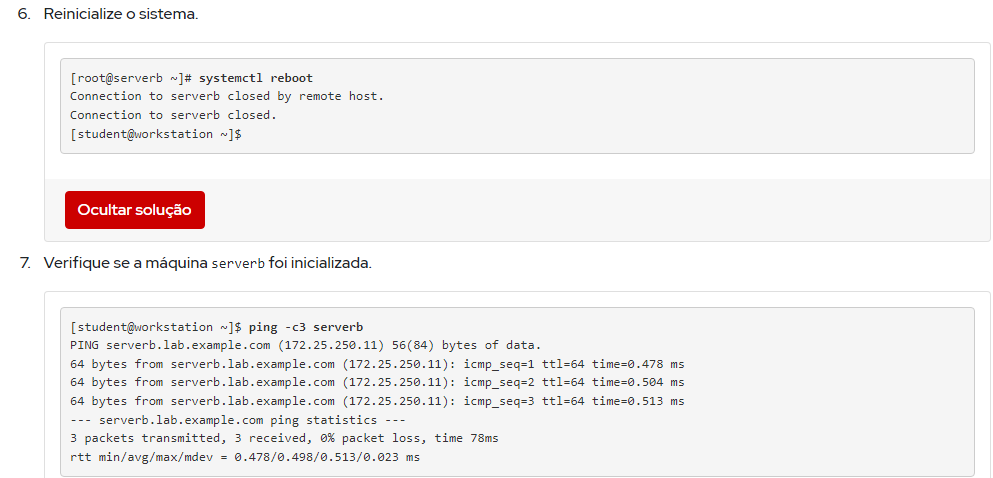 6. Reinicialize o sistema.
[root@serverb ~]# systemctl reboot
Connection to serverb closed by remote host.
Connection to serverb closed.
[student@workstation ~]$
Ocultar solução
7. Verifique se a máquina serverb foi inicializada.
[student@workstation ~]$ ping -c3 serverb
PING serverb.lab.example.com (172.25.250.11) 56(84) bytes of data.
64 bytes from serverb.lab.example.com (172.25.250.11): icmp_seq=1 ttl=64 time=0.478 ms
64 bytes from serverb.lab.example.com (172.25.250.11): icmp_seq=2 ttl=64 time=0.504 ms
64 bytes from serverb.lab.example.com (172.25.250.11): icmp_seq=3 ttl=64 time=0.513 ms
--- serverb.lab.example.com ping statistics ---
3 packets transmitted, 3 received, 0% packet loss, time 78ms
rtt min/avg/max/mdev = 0.478/0.498/0.513/0.023 ms